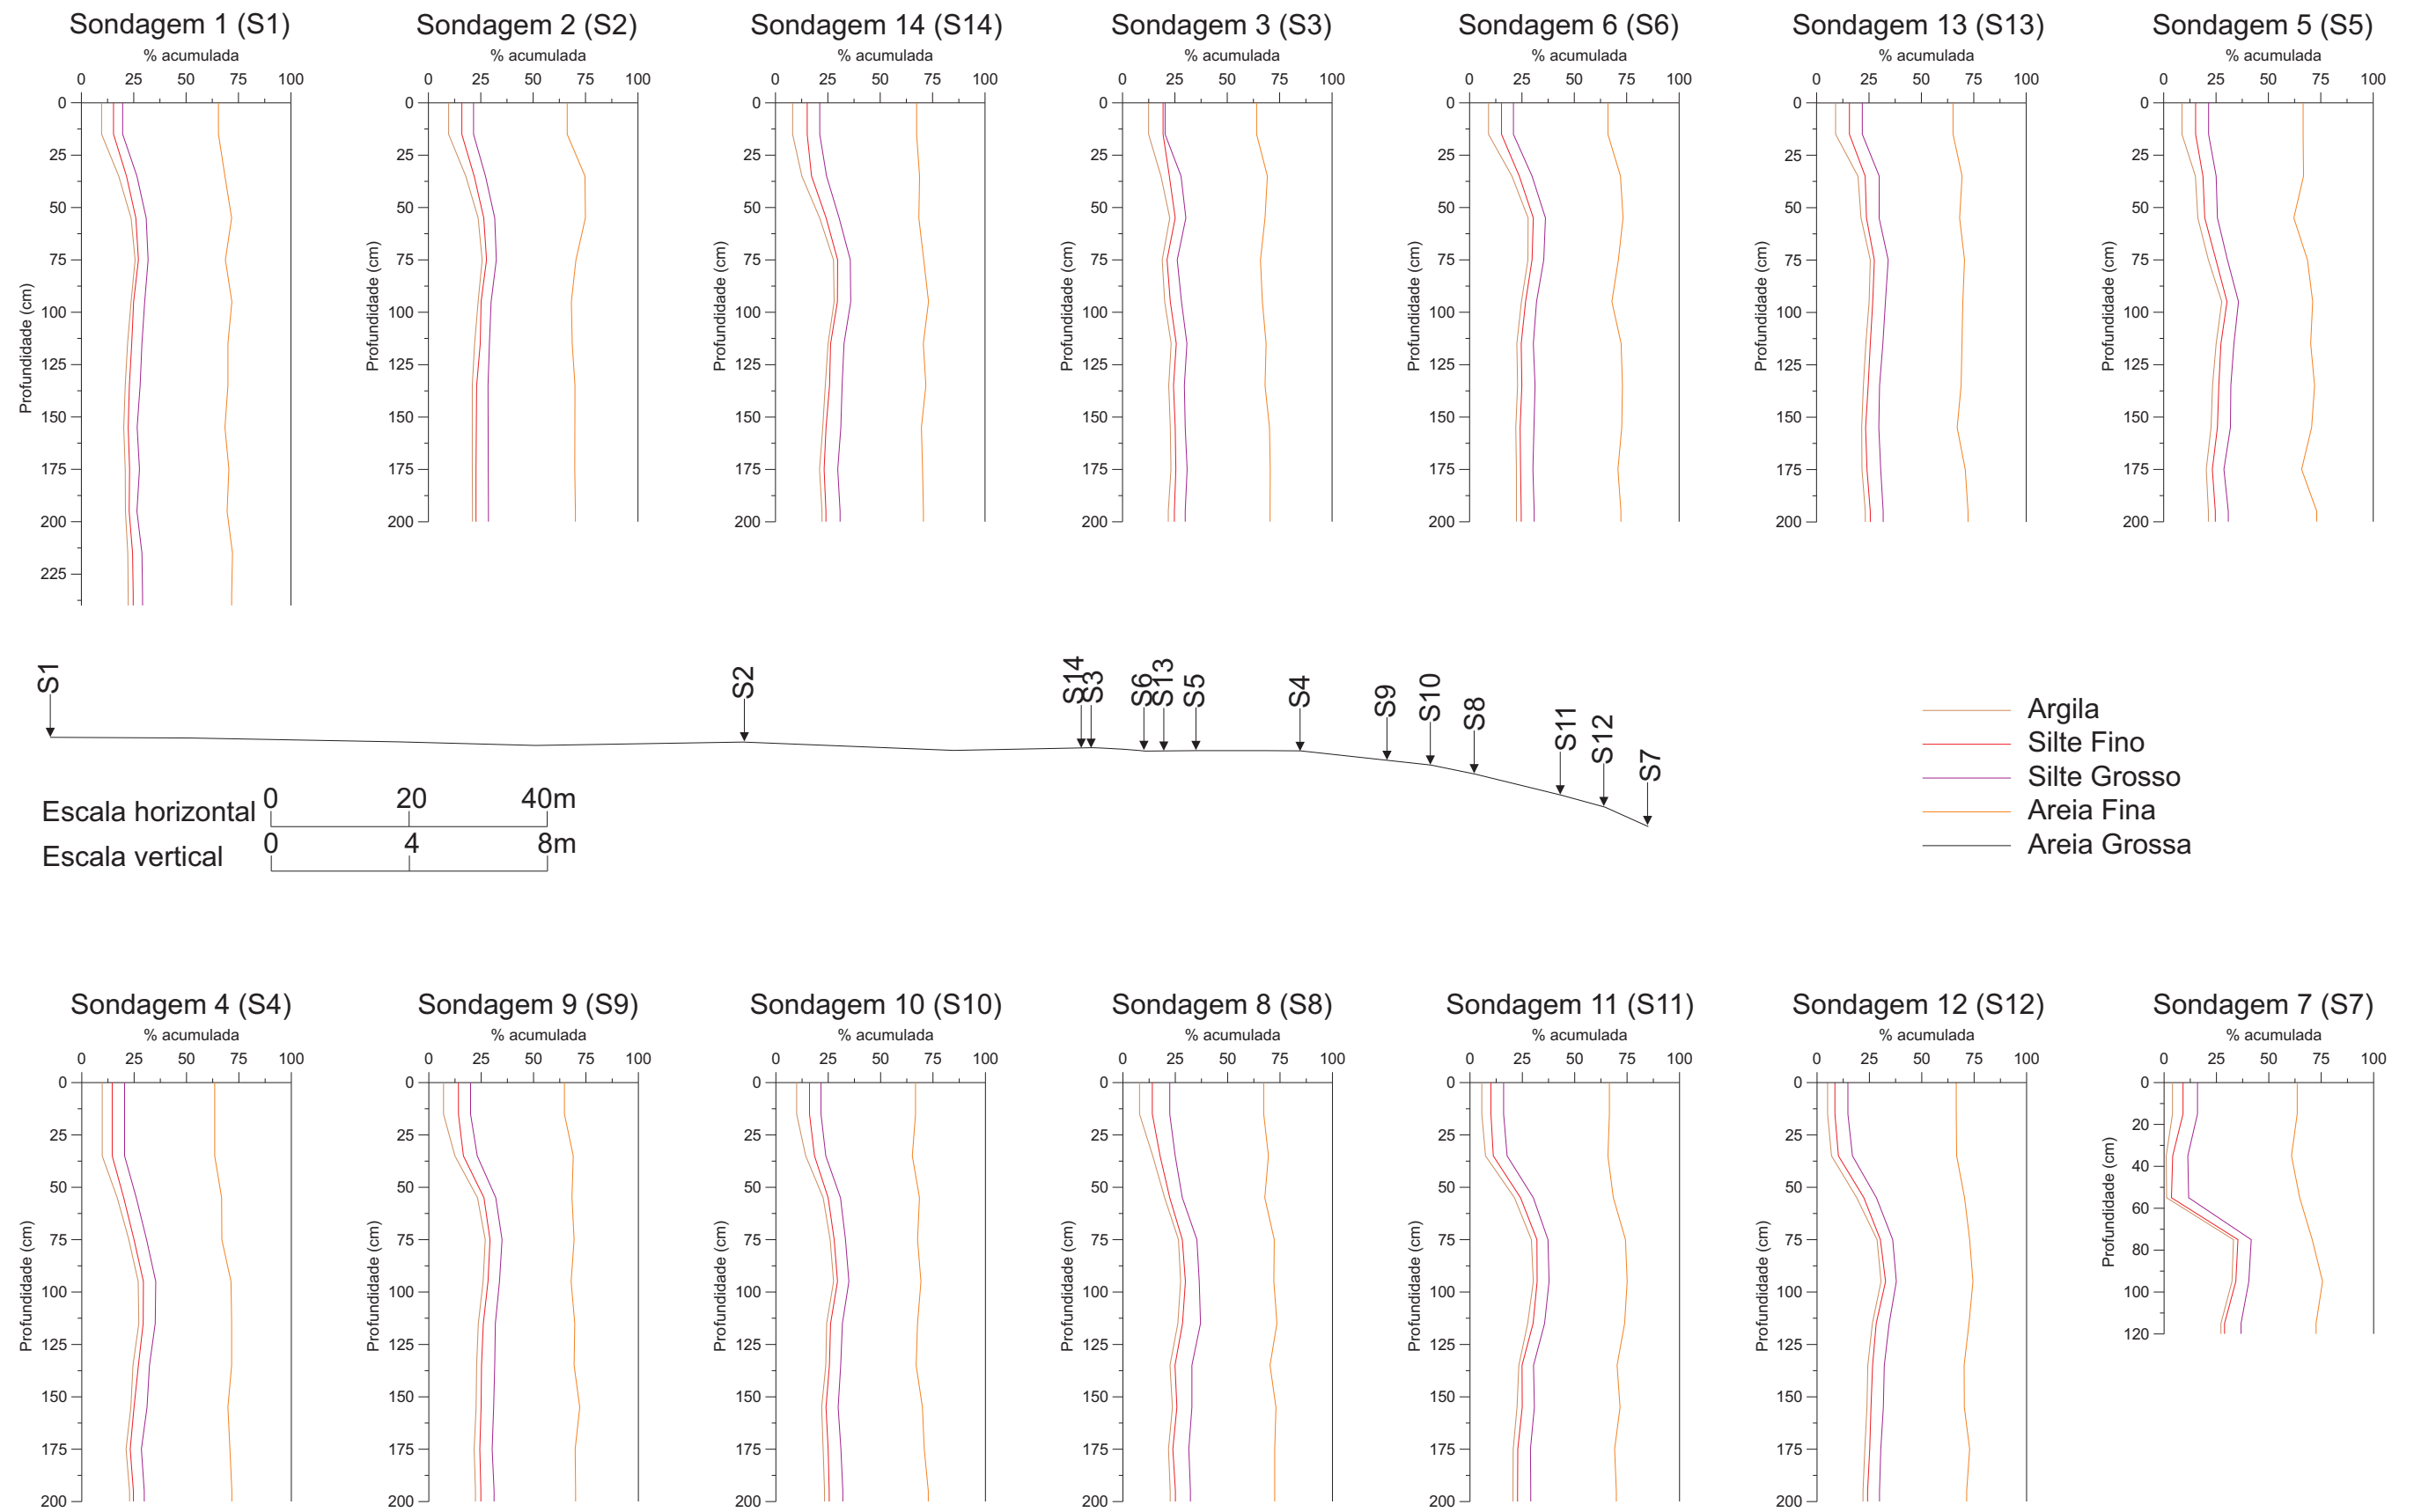 Sondagem 1 (S1) Sondagem 2 (S2) Sondagem 14 (S14) Sondagem 3 (S3) Sondagem 6 (S6) Sondagem 13 (S13) Sondagem 5 (S5)
% acumulada % acumulada % acumulada % acumulada % acumulada % acumulada % acumulada
0 25 50 75 100 0 25 50 75 100 0 25 50 75 100 0 25 50 75 100 0 25 50 75 100 0 25 50 75 100 0 25 50 75 100
0 0 0 0 0 0 0
25 25 25 25 25 25 25
50 50 50 50 50 50 50
75 75 75 75 75 75 75
100 100 100 100 100 100 100
125 125 125 125 125 125 125
150 150 150 150 150 150 150
175 175 175 175 175 175 175
200 200 200 200 200 200 200
225
Profundidade (cm) Profundidade (cm) Profundidade (cm) Profundidade (cm) Profundidade (cm) Profundidade (cm) Profundidade (cm)
S1 S2 S14 S3 S6 S13 S5 S4 S9 S10 S8 S11 S12 S7
Argila
Silte Fino
Silte Grosso
Areia Fina
Areia Grossa
Escala horizontal 0 20 40m
Escala vertical 0 4 8m
Sondagem 4 (S4) Sondagem 9 (S9) Sondagem 10 (S10) Sondagem 8 (S8) Sondagem 11 (S11) Sondagem 12 (S12) Sondagem 7 (S7)
% acumulada % acumulada % acumulada % acumulada % acumulada % acumulada % acumulada
0 25 50 75 100 0 25 50 75 100 0 25 50 75 100 0 25 50 75 100 0 25 50 75 100 0 25 50 75 100 0 25 50 75 100
0 0 0 0 0 0 0
25 25 25 25 25 25 20
50 50 50 50 50 50 40
75 75 75 75 75 75 60
100 100 100 100 100 100 80
125 125 125 125 125 125 100
150 150 150 150 150 150 120
175 175 175 175 175 175
200 200 200 200 200 200
Profundidade (cm) Profundidade (cm) Profundidade (cm) Profundidade (cm) Profundidade (cm) Profundidade (cm) Profundidade (cm)